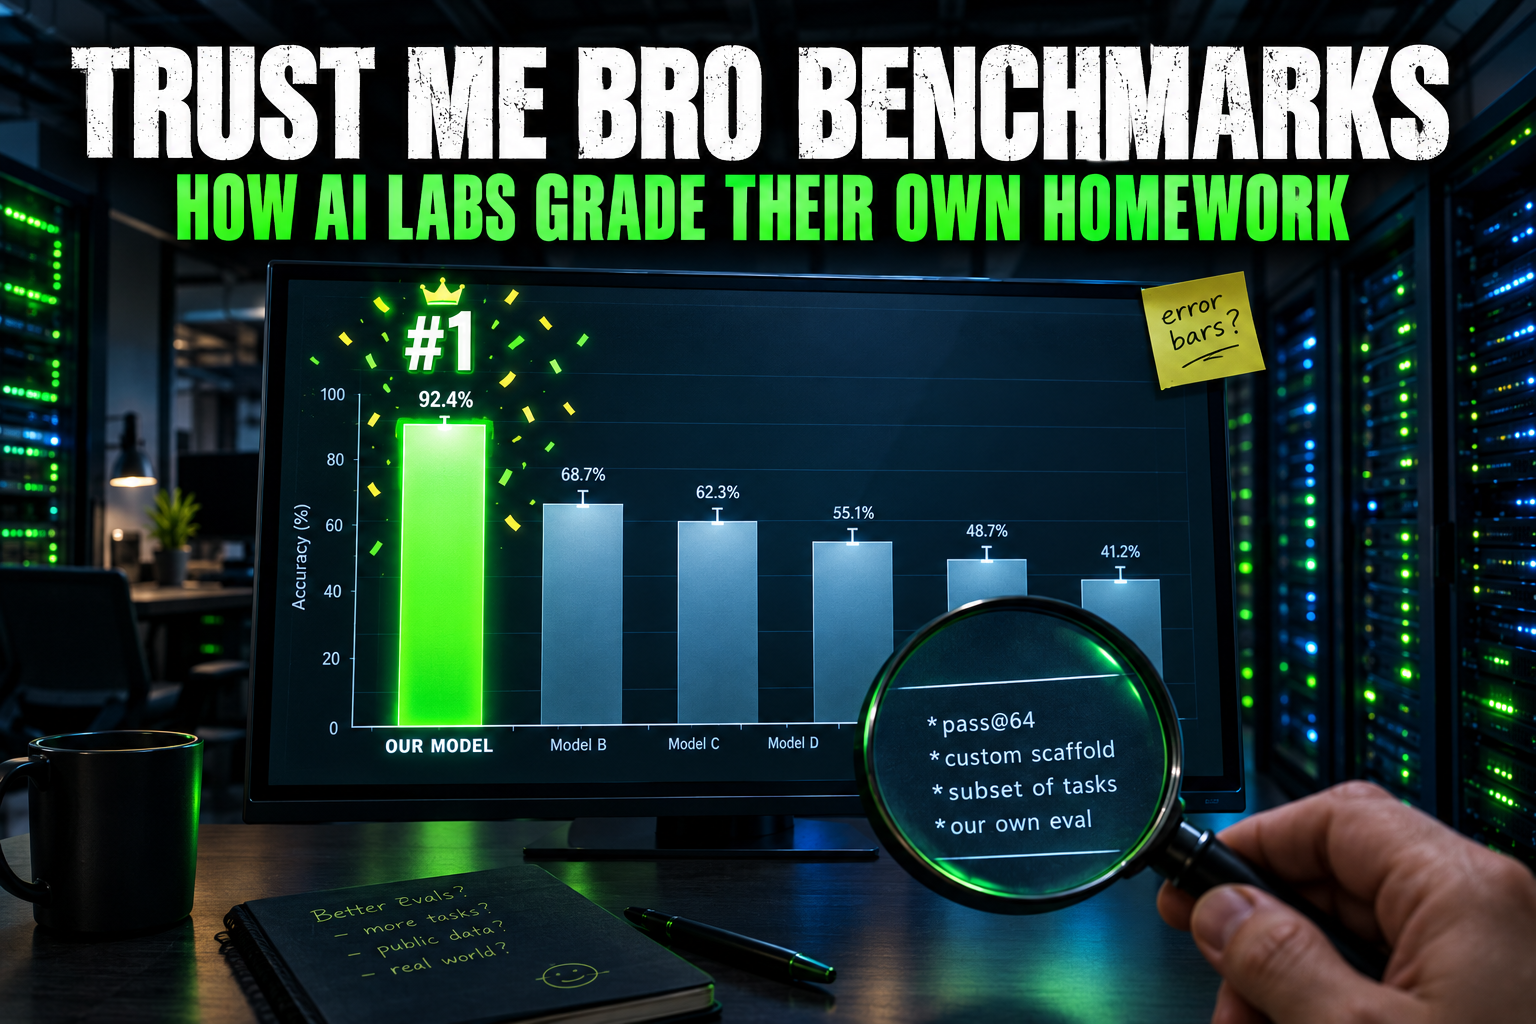 TRUST ME BRO BENCHMARKS
HOW AI LABS GRADE THEIR OWN HOMEWORK
error
bars?
#1
100
80
60
40
20
0
Accuracy (%)
92.4%
68.7%
62.3%
55.1%
48.7%
41.2%
OUR MODEL
Model B
Model C
Model D
*pass@64
*custom scaffold
*subset of tasks
*our own eval
Better evals?
- more tasks?
- public data?
- real world?